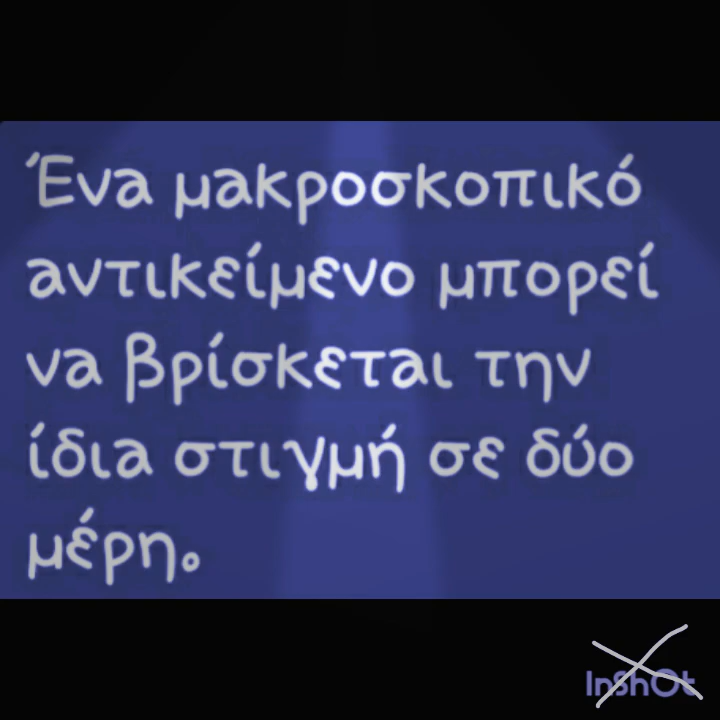 Ένα μακροσκοπικό
αντικείμενο μπορεί
να βρίσκεται την
ίδια στιγμή σε δύο
μέρη.
InShOt